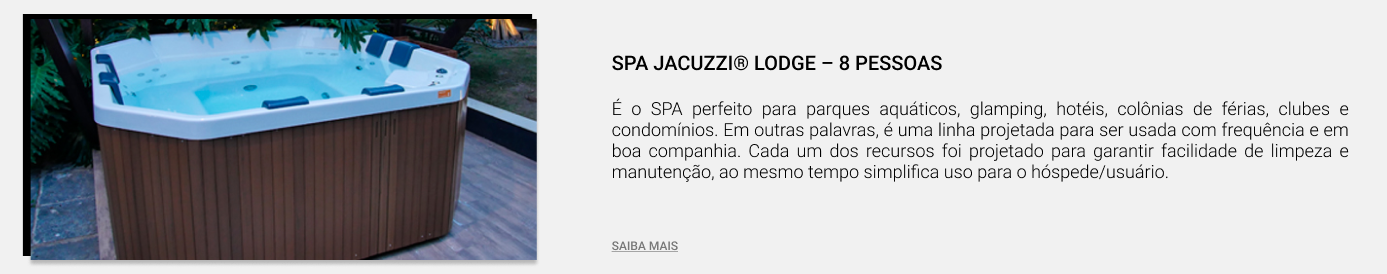 SPA JACUZZI® LODGE – 8 PESSOAS
É o SPA perfeito para parques aquáticos, glamping, hotéis, colônias de férias, clubes e
condomínios. Em outras palavras, é uma linha projetada para ser usada com frequência e em
boa companhia. Cada um dos recursos foi projetado para garantir facilidade de limpeza e
manutenção, ao mesmo tempo simplifica uso para o hóspede/usuário.
SAIBA MAIS